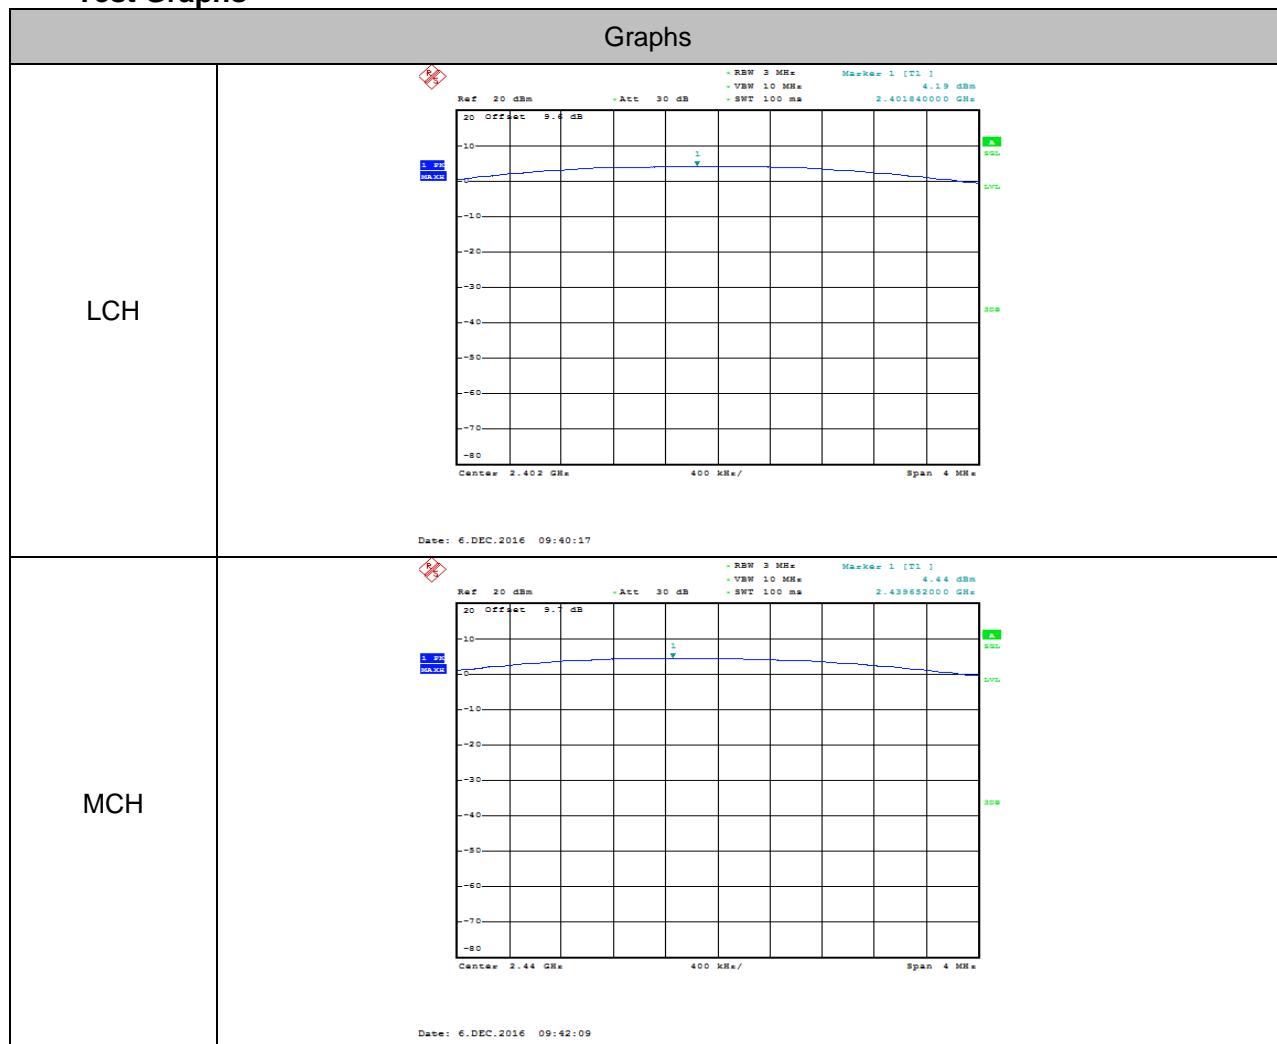 Test Graphs
Graphs
LCH
R S
* RBW 3 MHz Marker 1 [T1 ]
* VBW 10 MHz 4.19 dBm
Ref 20 dBm * Att 30 dB * SWT 100 ms 2.401840000 GHz
20 Offset 9.6 dB
A
10
SGL
1
1 PK
MAXH
0
LVL
-10
-20
-30
3DB
-40
-50
-60
-70
-80
Center 2.402 GHz 400 kHz/ Span 4 MHz
Date: 6.DEC.2016 09:40:17
MCH
R S
* RBW 3 MHz Marker 1 [T1 ]
* VBW 10 MHz 4.44 dBm
Ref 20 dBm * Att 30 dB * SWT 100 ms 2.439652000 GHz
20 Offset 9.7 dB
A
10
SGL
1
1 PK
MAXH
0
LVL
-10
-20
-30
3DB
-40
-50
-60
-70
-80
Center 2.44 GHz 400 kHz/ Span 4 MHz
Date: 6.DEC.2016 09:42:09